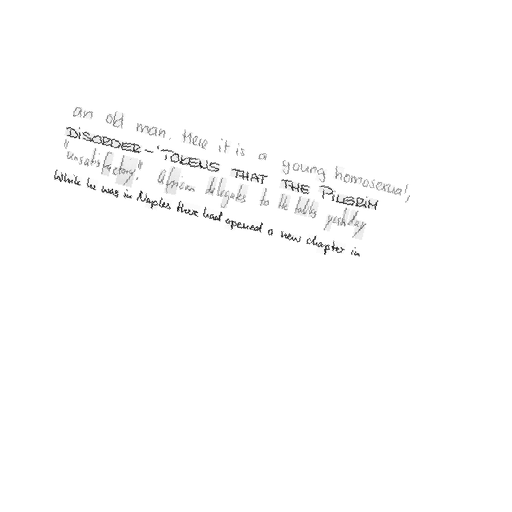 an old man. Here it is a young homosexual,
DISORDER - 'TOKENS THAT THE PILGRIM
"unsatisfactory." African delegates to the talks yesterday
While he was in Naples there had opened a new chapter in